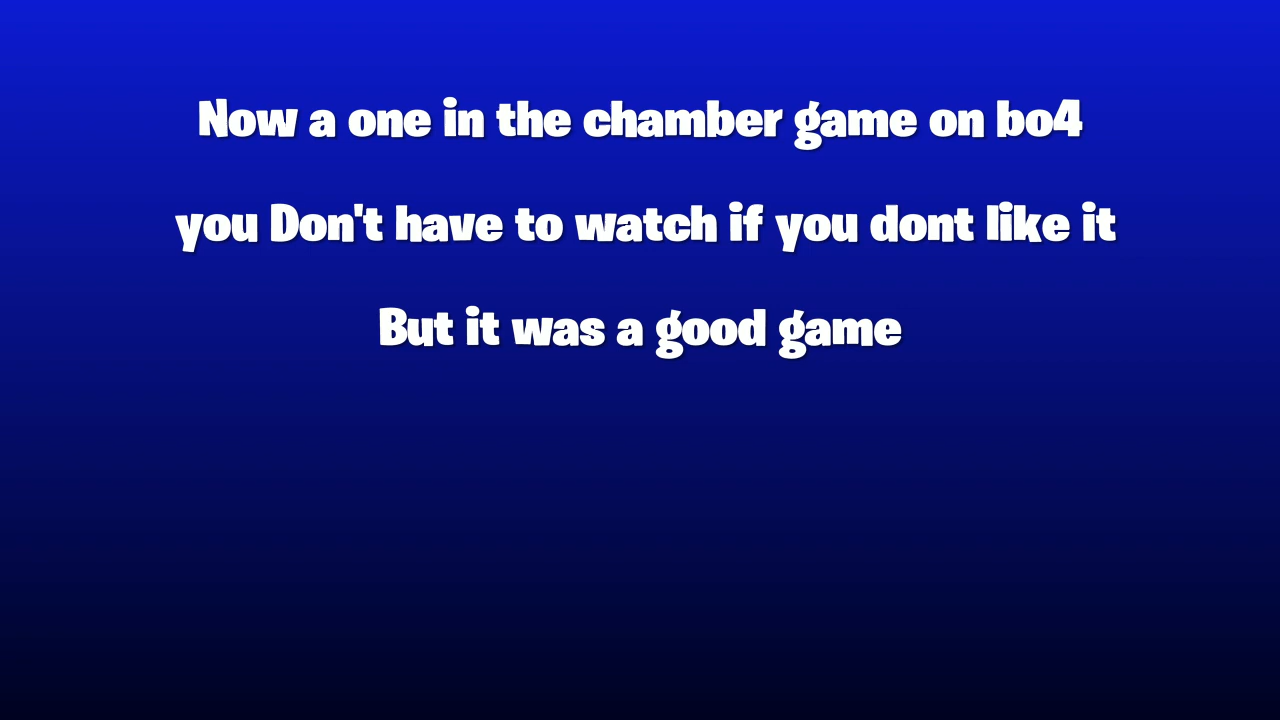 Now a one in the chamber game on bo4
you Don't have to watch if you dont like it
But it was a good game